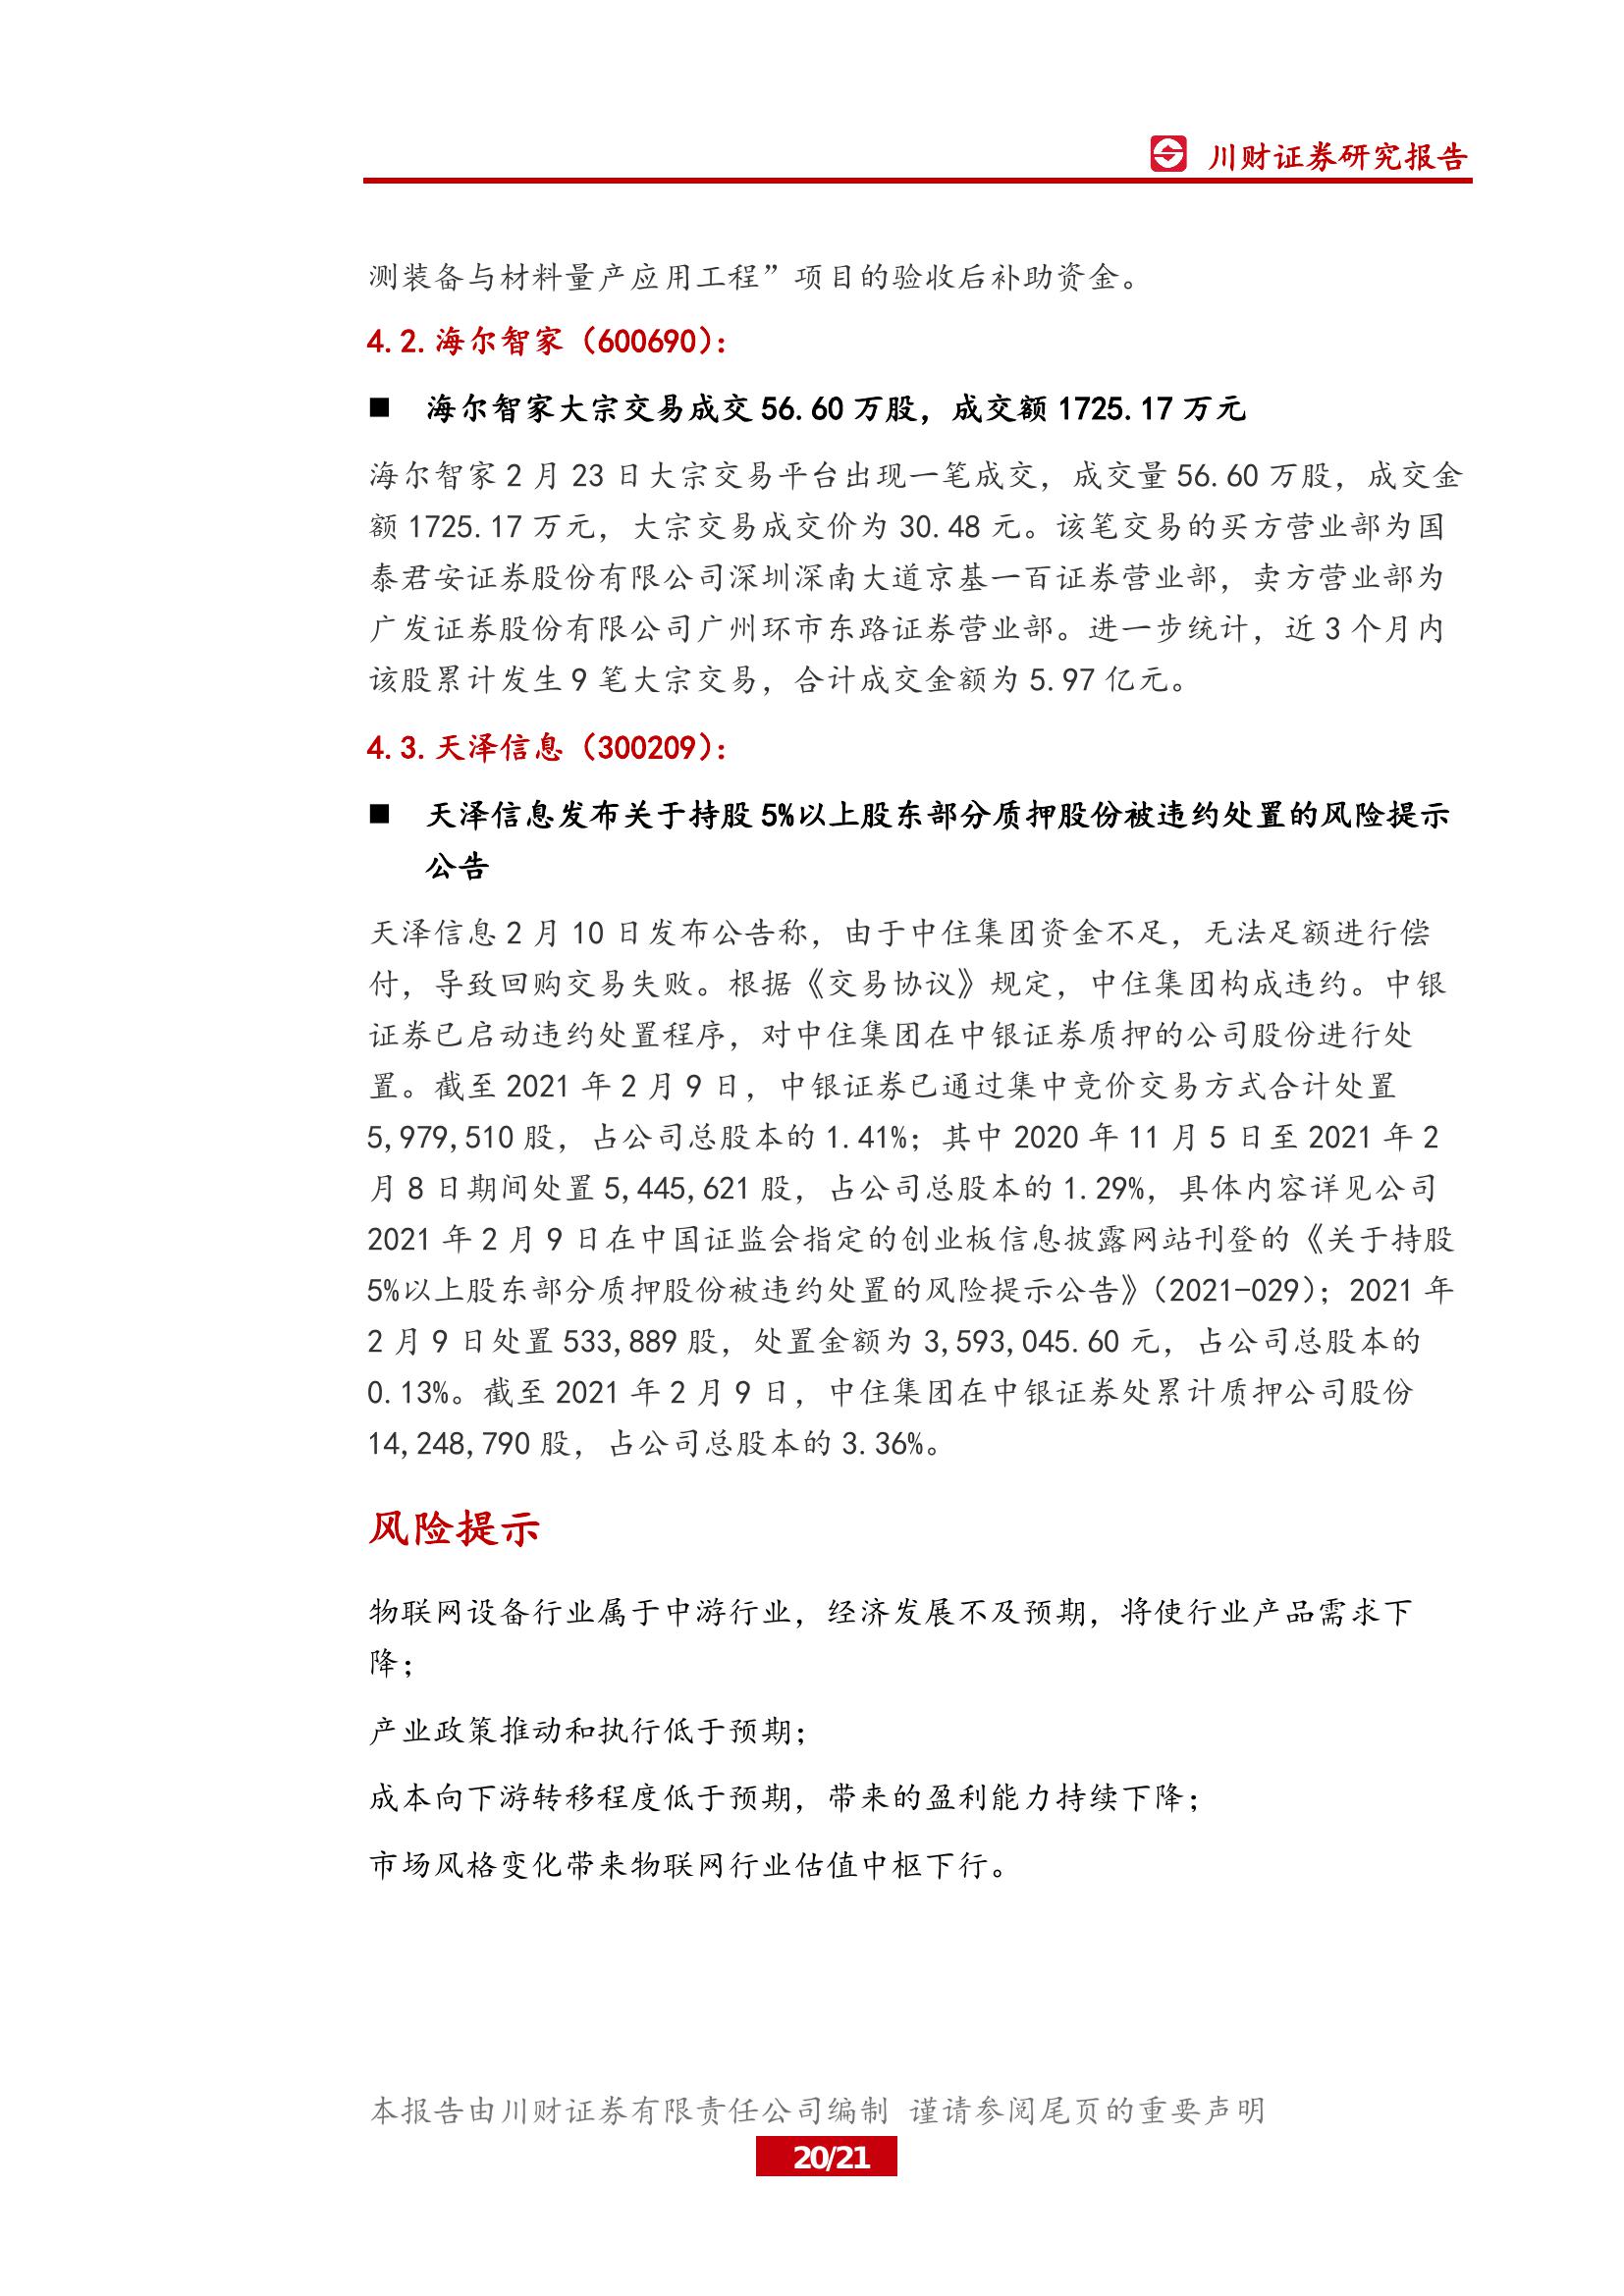 川财证券研究报告
测装备与材料量产应用工程”项目的验收后补助资金。
4.2.海尔智家（600690）：
■ 海尔智家大宗交易成交 56.60 万股，成交额 1725.17 万元
海尔智家 2 月 23 日大宗交易平台出现一笔成交，成交量 56.60 万股，成交金
额 1725.17 万元，大宗交易成交价为 30.48 元。该笔交易的买方营业部为国
泰君安证券股份有限公司深圳深南大道京基一百证券营业部，卖方营业部为
广发证券股份有限公司广州环市东路证券营业部。进一步统计，近 3 个月内
该股累计发生 9 笔大宗交易，合计成交金额为 5.97 亿元。
4.3.天泽信息（300209）：
■ 天泽信息发布关于持股 5%以上股东部分质押股份被违约处置的风险提示
公告
天泽信息 2 月 10 日发布公告称，由于中住集团资金不足，无法足额进行偿
付，导致回购交易失败。根据《交易协议》规定，中住集团构成违约。中银
证券已启动违约处置程序，对中住集团在中银证券质押的公司股份进行处
置。截至 2021 年 2 月 9 日，中银证券已通过集中竞价交易方式合计处置
5,979,510 股，占公司总股本的 1.41%；其中 2020 年 11 月 5 日至 2021 年 2
月 8 日期间处置 5,445,621 股，占公司总股本的 1.29%，具体内容详见公司
2021 年 2 月 9 日在中国证监会指定的创业板信息披露网站刊登的《关于持股
5%以上股东部分质押股份被违约处置的风险提示公告》（2021-029）；2021 年
2 月 9 日处置 533,889 股，处置金额为 3,593,045.60 元，占公司总股本的
0.13%。截至 2021 年 2 月 9 日，中住集团在中银证券处累计质押公司股份
14,248,790 股，占公司总股本的 3.36%。
风险提示
物联网设备行业属于中游行业，经济发展不及预期，将使行业产品需求下
降；
产业政策推动和执行低于预期；
成本向下游转移程度低于预期，带来的盈利能力持续下降；
市场风格变化带来物联网行业估值中枢下行。
本报告由川财证券有限责任公司编制 谨请参阅尾页的重要声明
20/21